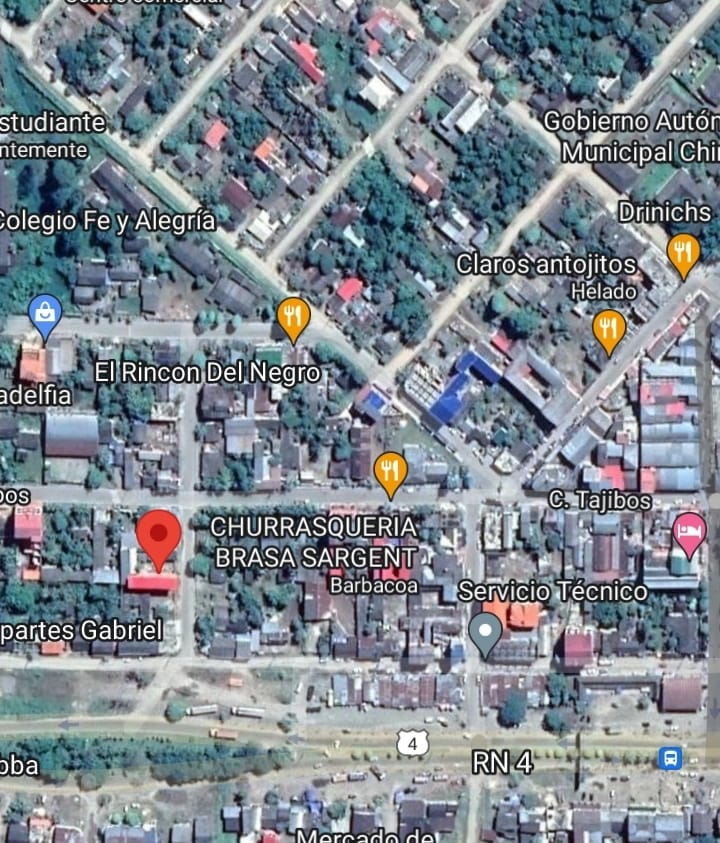 Centro comercial
studiante
ntemente
Gobierno Autón
Municipal Chi
Colegio Fe y Alegría
Drinichs
Claros antojitos
Helado
El Rincon Del Negro
adelfia
bos
C. Tajibos
CHURRASQUERIA
BRASA SARGENT
Barbacoa
Servicio Técnico
partes Gabriel
4
RN 4
oba
Mercado de